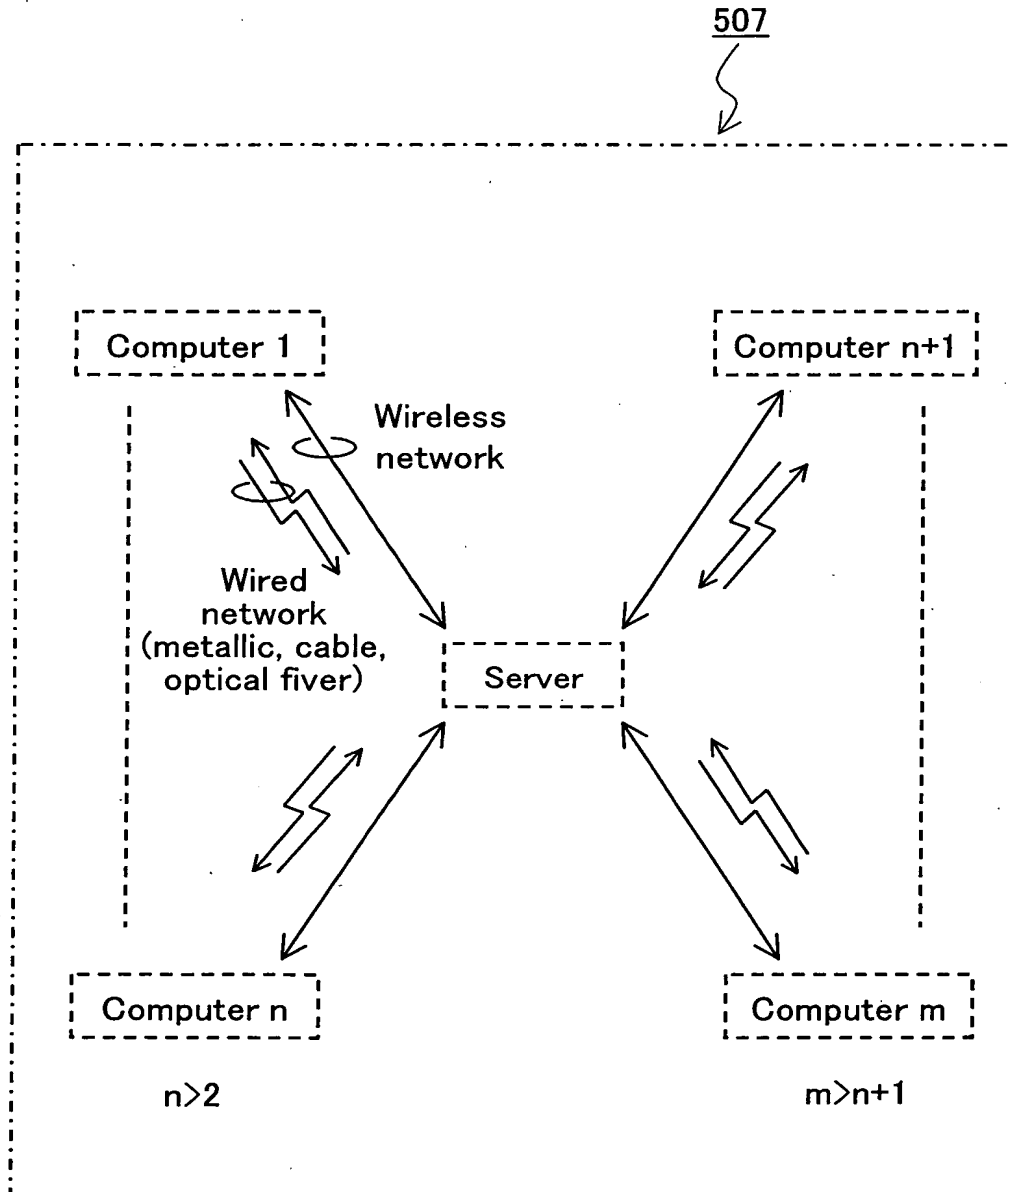 507
Computer 1
Computer n+1
Wireless
network
Wired
network
(metallic, cable,
optical fiver)
Server
Computer n
Computer m
n>2
m>n+1